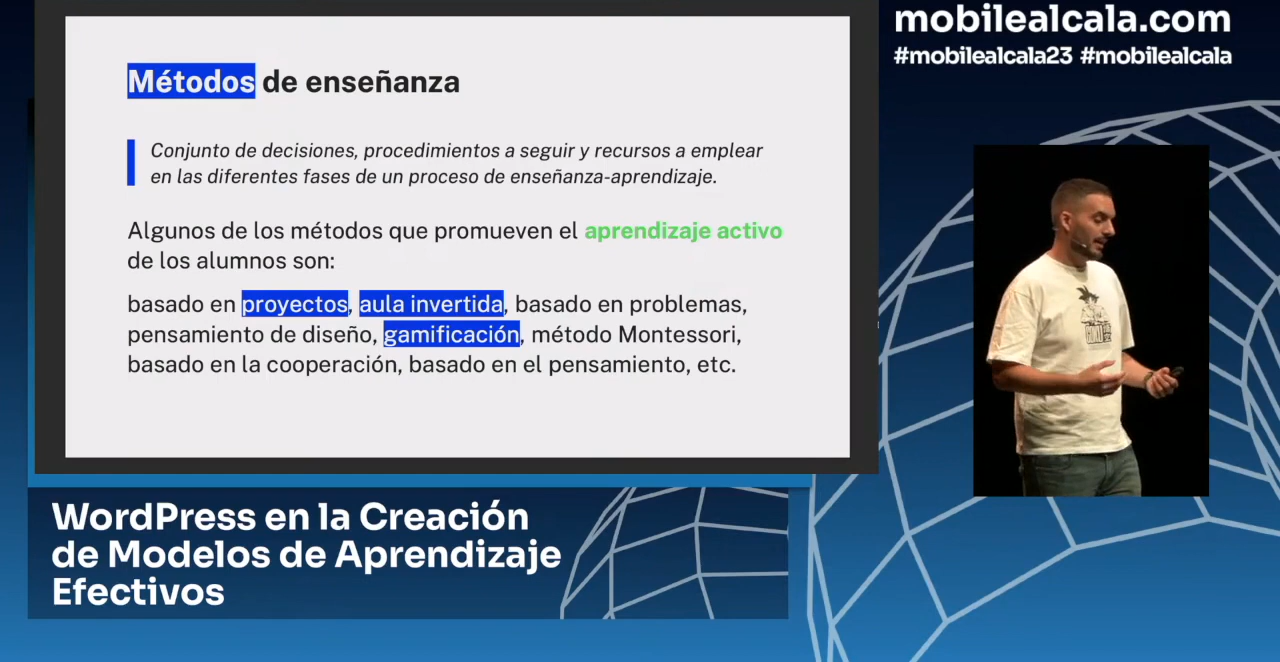 Métodos de enseñanza
Conjunto de decisiones, procedimientos a seguir y recursos a emplear
en las diferentes fases de un proceso de enseñanza-aprendizaje.
Algunos de los métodos que promueven el aprendizaje activo
de los alumnos son:
basado en proyectos, aula invertida, basado en problemas,
pensamiento de diseño, gamificación, método Montessori,
basado en la cooperación, basado en el pensamiento, etc.
WordPress en la Creación
de Modelos de Aprendizaje
Efectivos
mobilealcala.com
#mobilealcala23 #mobilealcala